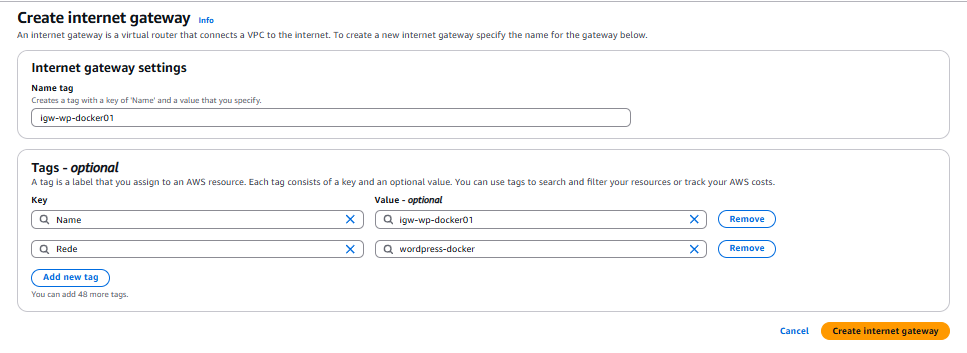 Create internet gateway Info
An internet gateway is a virtual router that connects a VPC to the internet. To create a new internet gateway specify the name for the gateway below.
Internet gateway settings
Name tag
Creates a tag with a key of 'Name' and a value that you specify.
igw-wp-docker01
Tags - optional
A tag is a label that you assign to an AWS resource. Each tag consists of a key and an optional value. You can use tags to search and filter your resources or track your AWS costs.
Key Value - optional
Name igw-wp-docker01 Remove
Rede wordpress-docker Remove
Add new tag
You can add 48 more tags.
Cancel Create internet gateway